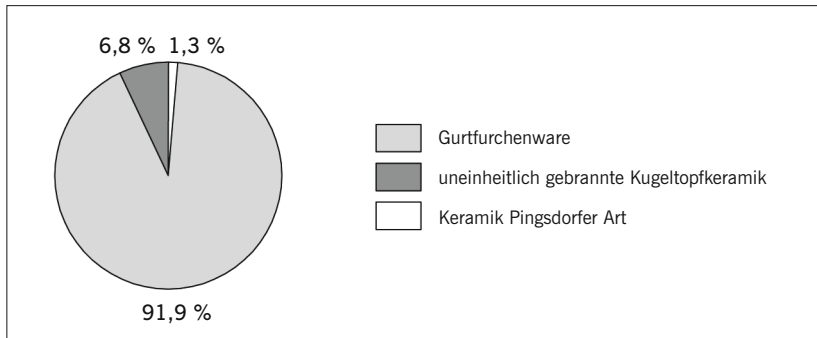 6,8 % 1,3 %
Gurtfurchenware
uneinheitlich gebrannte Kugeltopfkeramik
Keramik Pingsdorfer Art
91,9 %